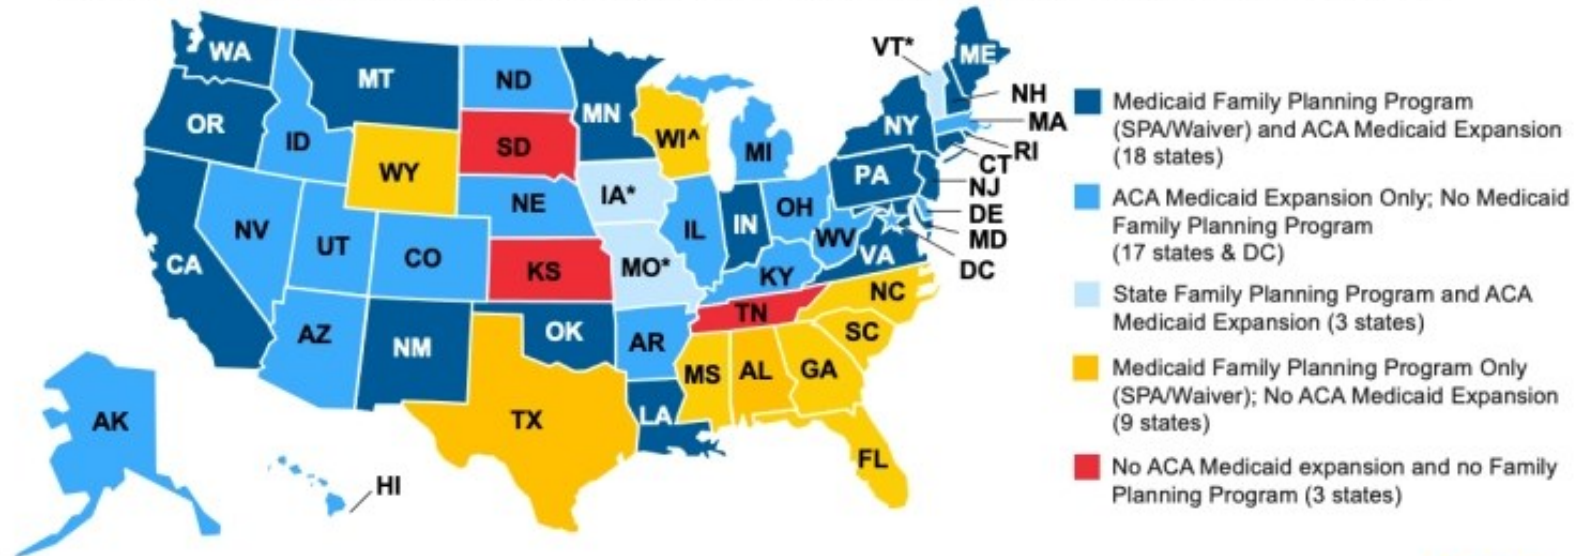 WA
MT
ND
MN
VT*
ME
NH
MA
RI
CT
NJ
DE
MD
DC
OR
ID
WY
SD
WI^
MI
NY
PA
NV
UT
CO
NE
IA*
IL
IN
OH
WV
VA
CA
KS
MO*
KY
NC
TN
SC
AZ
NM
OK
AR
MS
AL
GA
TX
LA
FL
AK
HI
Medicaid Family Planning Program
(SPA/Waiver) and ACA Medicaid Expansion
(18 states)
ACA Medicaid Expansion Only; No Medicaid
Family Planning Program
(17 states & DC)
State Family Planning Program and ACA
Medicaid Expansion (3 states)
Medicaid Family Planning Program Only
(SPA/Waiver); No ACA Medicaid Expansion
(9 states)
No ACA Medicaid expansion and no Family
Planning Program (3 states)